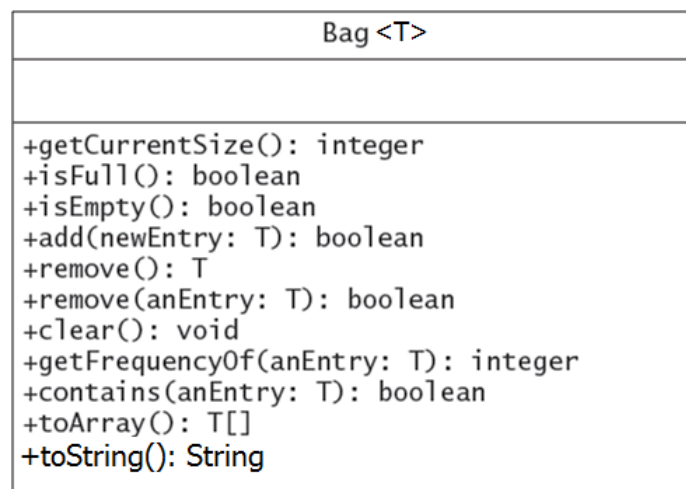 Bag <T>
+getCurrentSize(): integer
+isFull(): boolean
+isEmpty(): boolean
+add(newEntry: T): boolean
+remove(): T
+remove(anEntry: T): boolean
+clear(): void
+getFrequencyOf(anEntry: T): integer
+contains(anEntry: T): boolean
+toArray(): T[]
+toString(): String